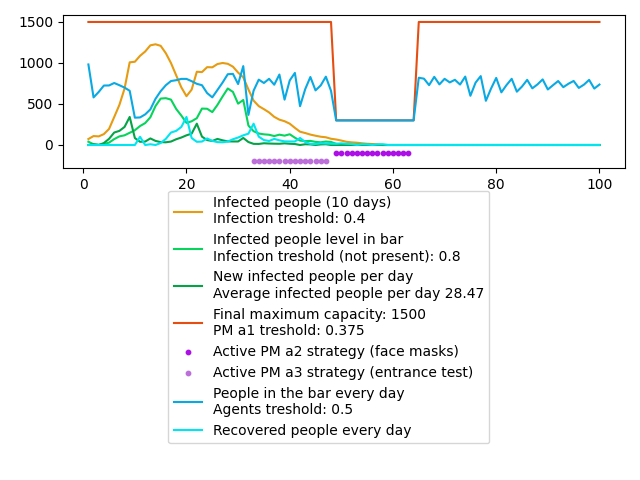 1500
1000
500
0
0 20 40 60 80 100
Infected people (10 days)
Infection treshold: 0.4
Infected people level in bar
Infection treshold (not present): 0.8
New infected people per day
Average infected people per day 28.47
Final maximum capacity: 1500
PM a1 treshold: 0.375
Active PM a2 strategy (face masks)
Active PM a3 strategy (entrance test)
People in the bar every day
Agents treshold: 0.5
Recovered people every day